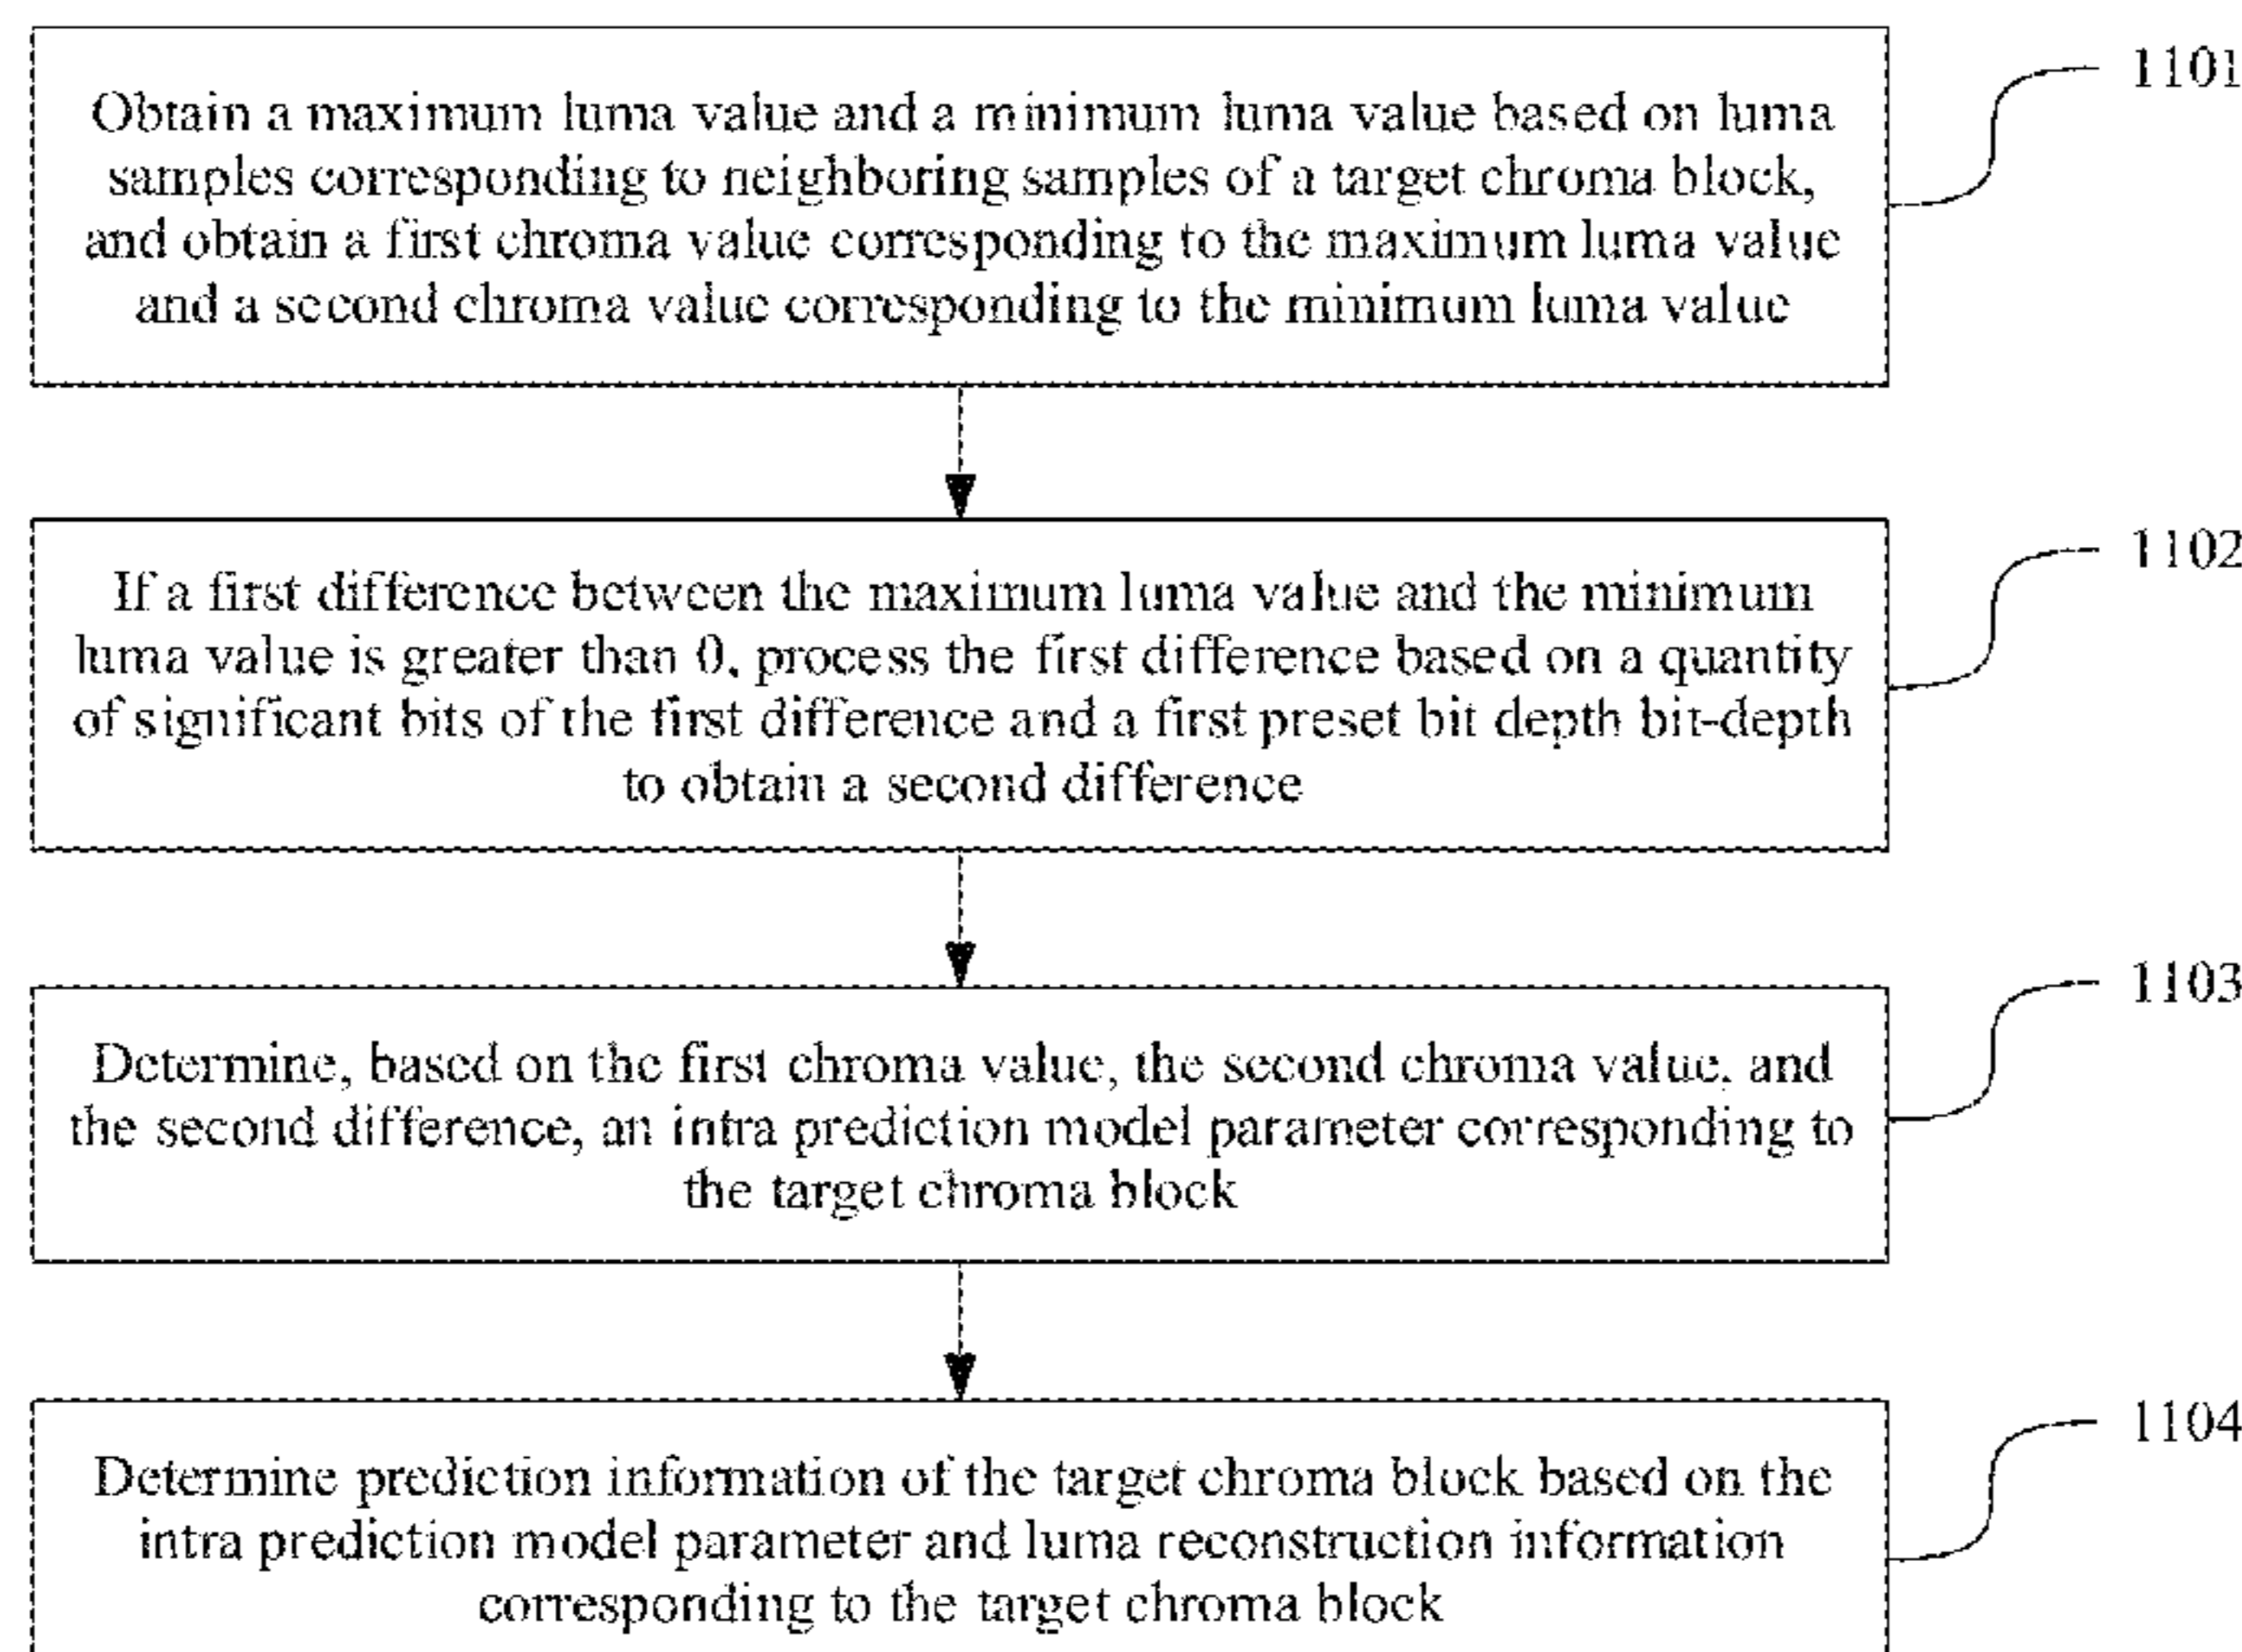 Obtain a maximum luma value and a minimum luma value based on luma
samples corresponding to neighboring samples of a target chroma block,
and obtain a first chroma value corresponding to the maximum luma value
and a second chroma value corresponding to the minimum luma value
1101
If a first difference between the maximum luma value and the minimum
luma value is greater than 0, process the first difference based on a quantity
of significant bits of the first difference and a first preset bit depth bit-depth
to obtain a second difference
1102
Determine, based on the first chroma value, the second chroma value, and
the second difference, an intra prediction model parameter corresponding to
the target chroma block
1103
Determine prediction information of the target chroma block based on the
intra prediction model parameter and luma reconstruction information
corresponding to the target chroma block
1104